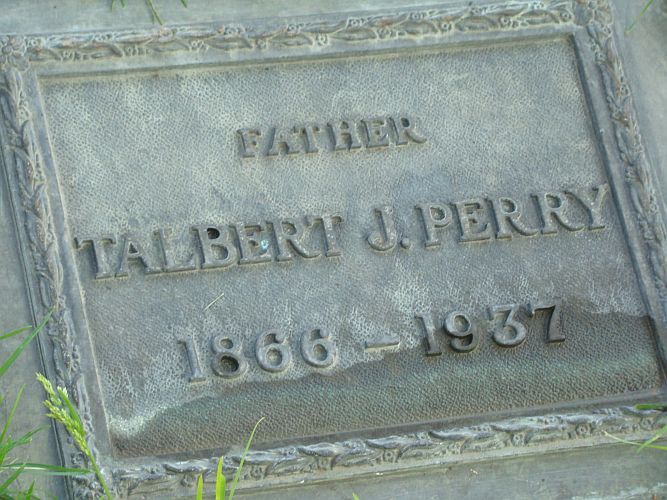 FATHER
TALBERT J. PERRY
1866 - 1937